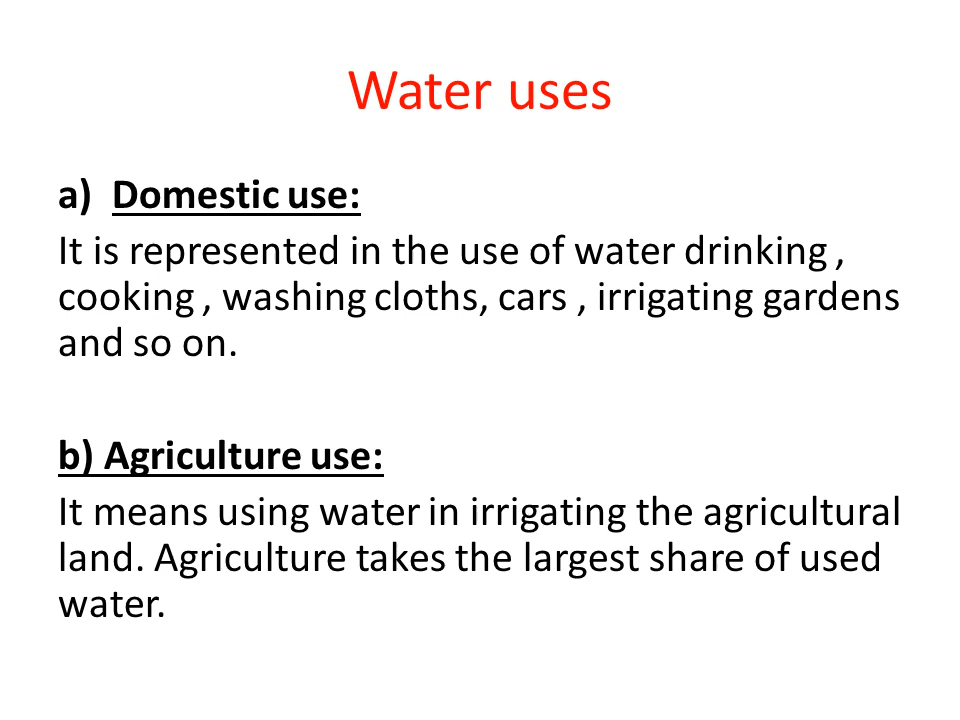 Water uses
a) Domestic use:
It is represented in the use of water drinking ,
cooking , washing cloths, cars , irrigating gardens
and so on.
b) Agriculture use:
It means using water in irrigating the agricultural
land. Agriculture takes the largest share of used
water.